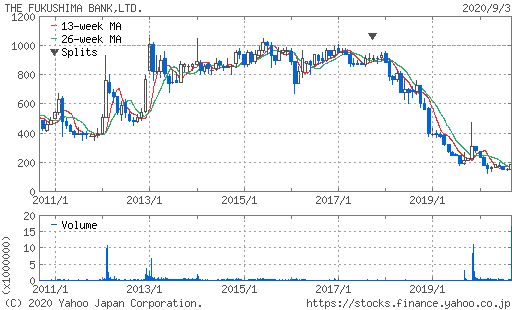 THE FUKUSHIMA BANK,LTD. 2020/9/3
13-week MA
26-week MA
Splits
1200
1000
800
600
400
200
0
2011/1 2013/1 2015/1 2017/1 2019/1
Volume
20
15
10
5
0
(x1000000)
2011/1 2013/1 2015/1 2017/1 2019/1
(C) 2020 Yahoo Japan Corporation. https://stocks.finance.yahoo.co.jp/